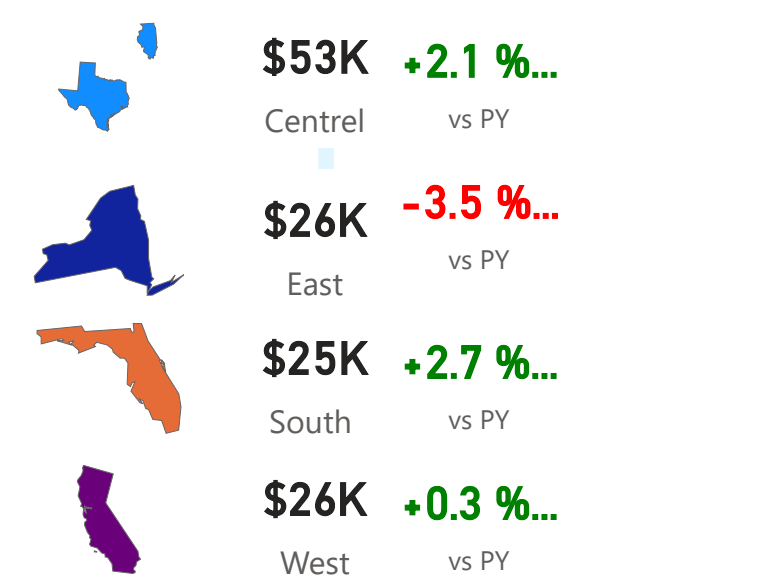 $53K +2.1 %...
Centrel vs PY
$26K -3.5 %...
East vs PY
$25K +2.7 %...
South vs PY
$26K +0.3 %...
West vs PY